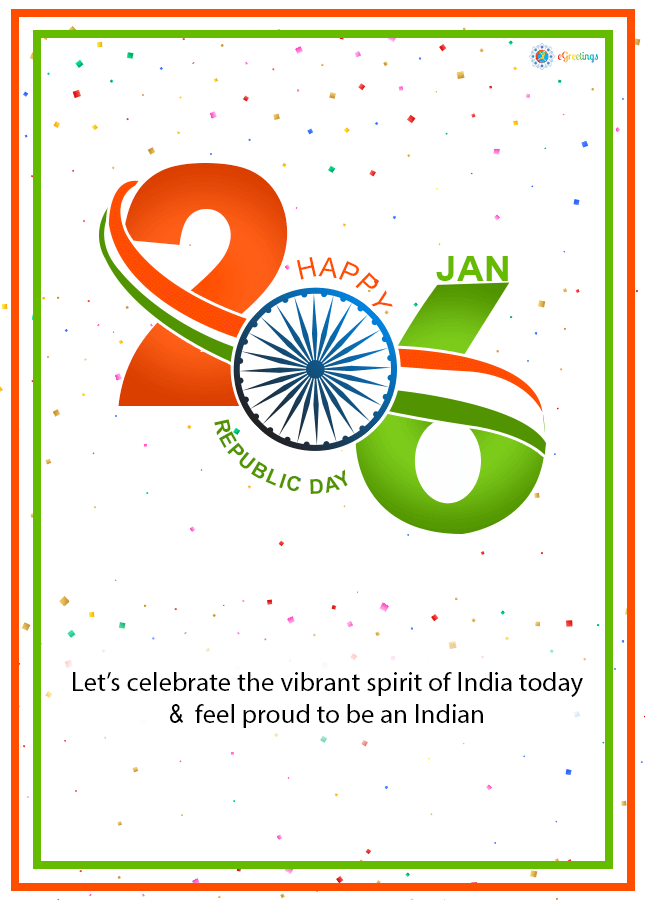 eGreetings
26
JAN
HAPPY
REPUBLIC DAY
Let’s celebrate the vibrant spirit of India today
& feel proud to be an Indian